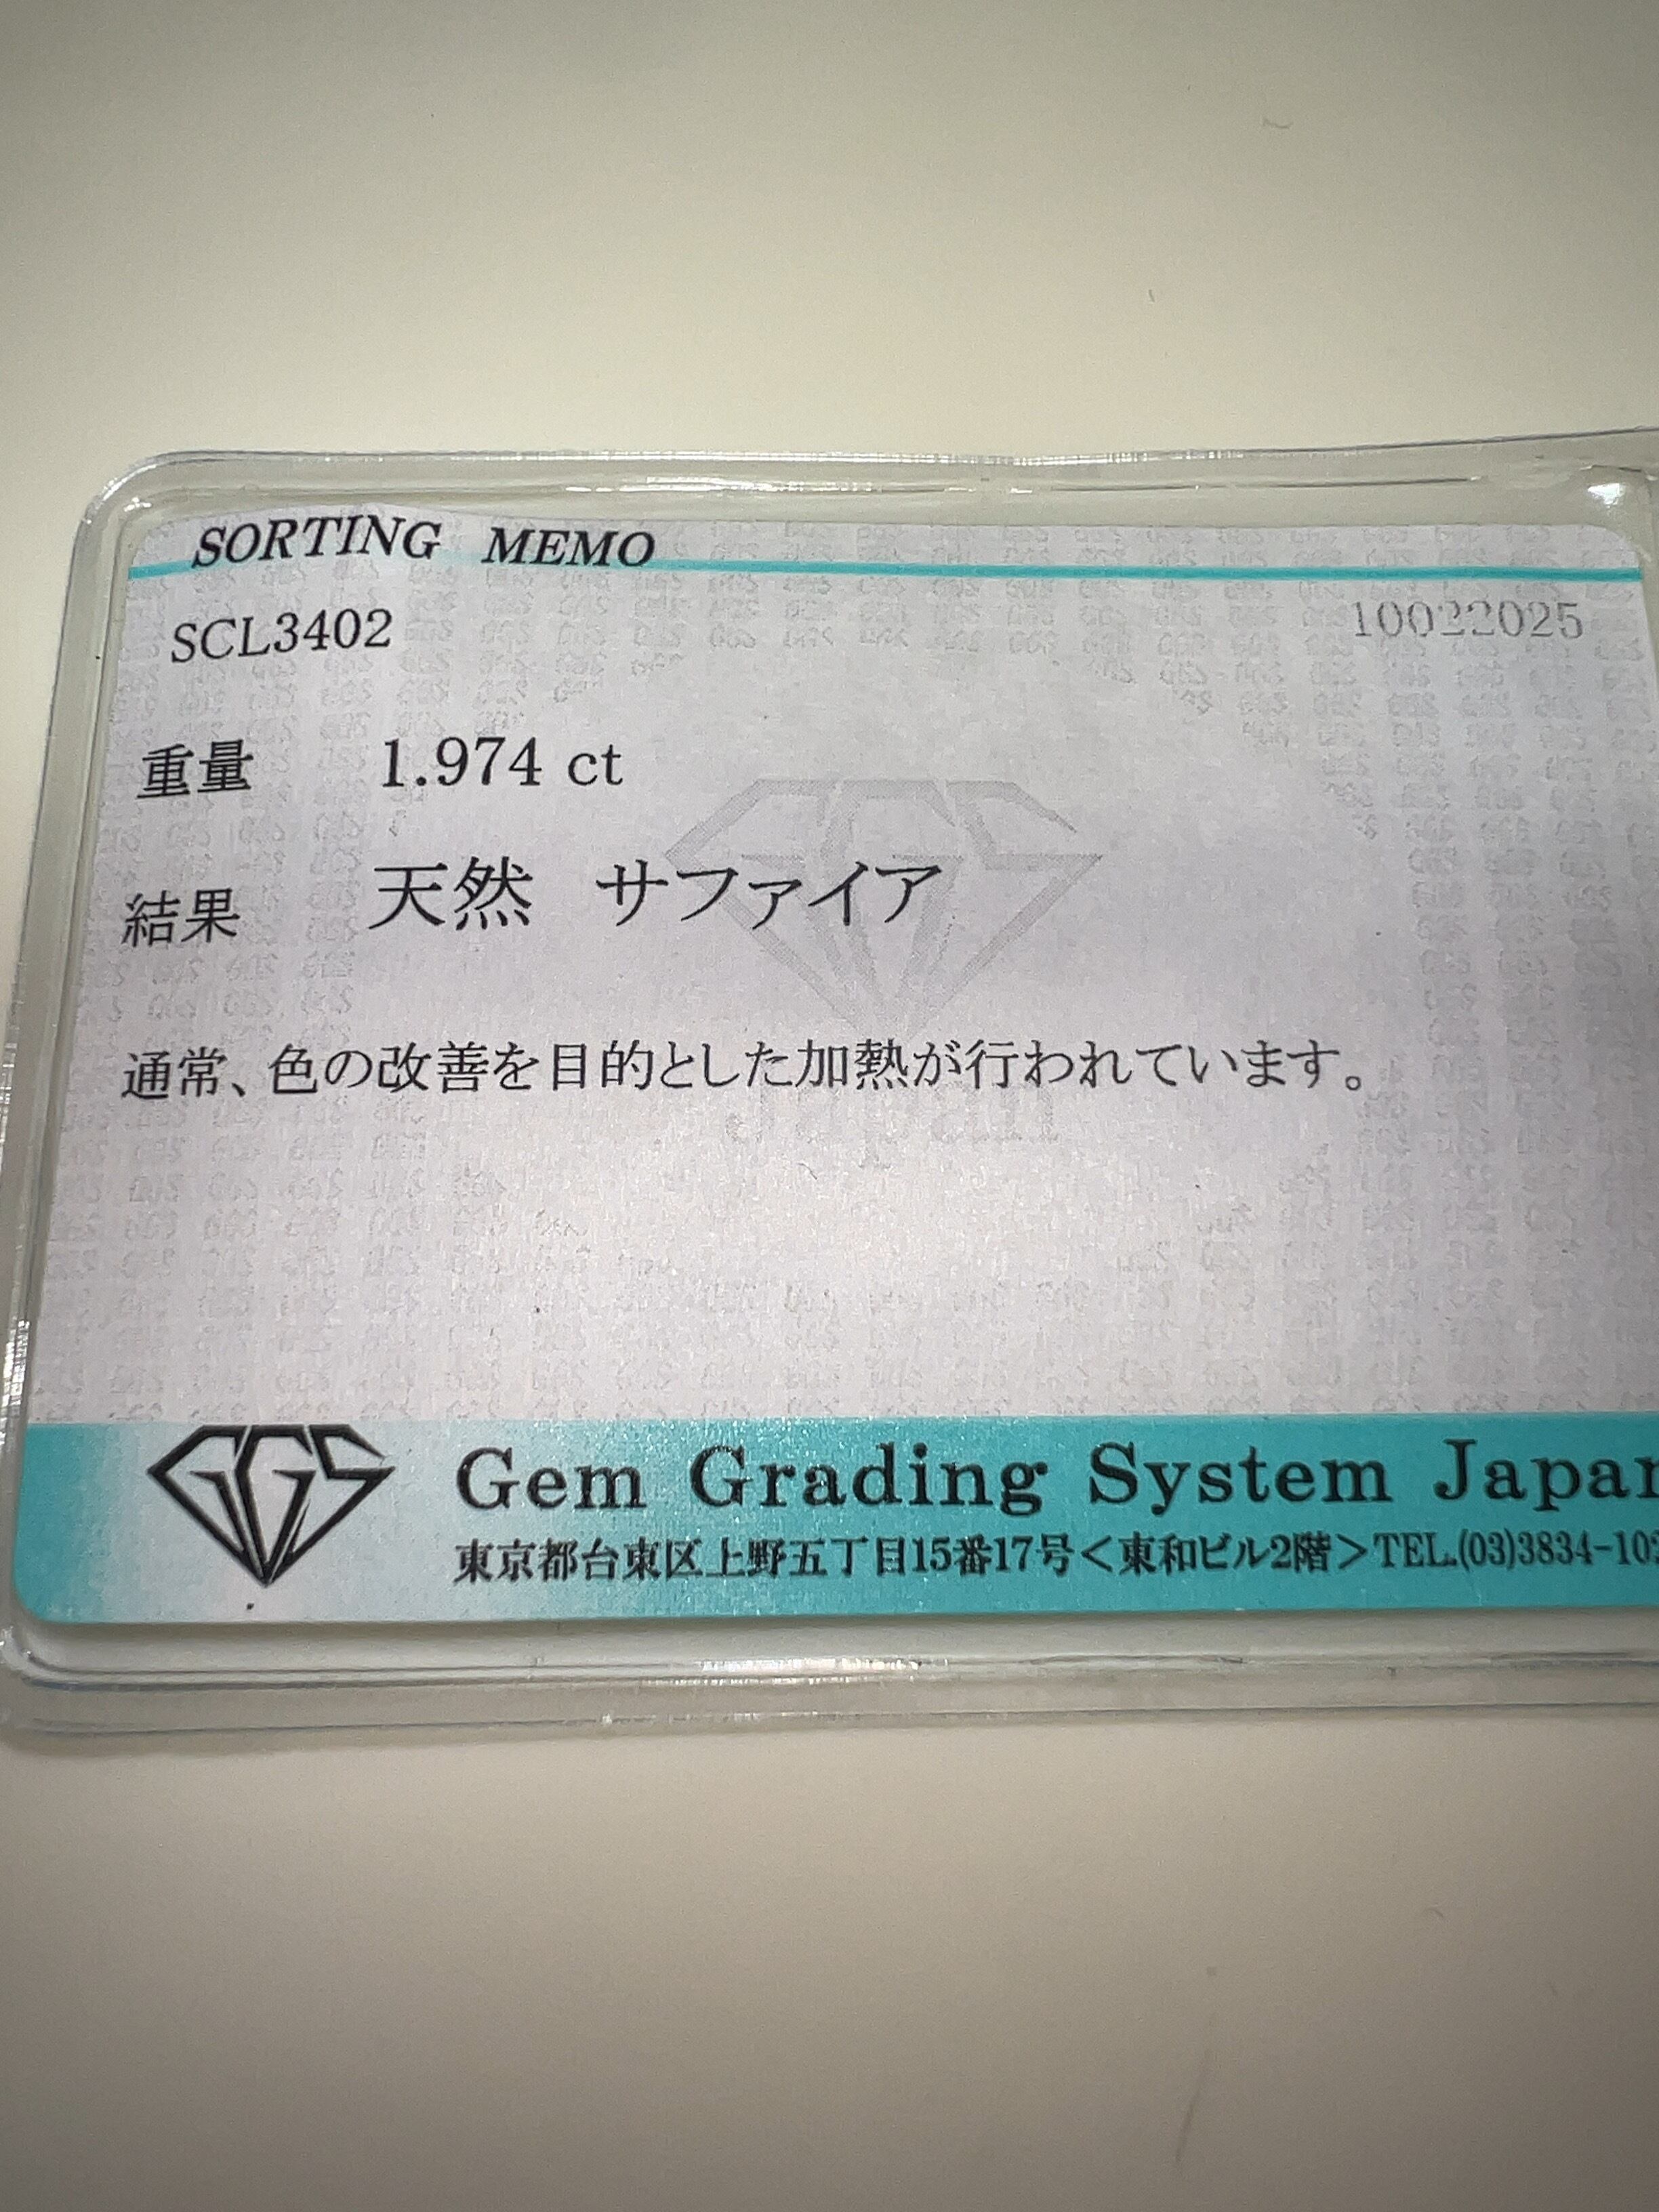 SORTING MEMO
SCL3402 10022025
重量 1.974 ct
結果 天然 サファイア
通常、色の改善を目的とした加熱が行われています。
Japan
GGS Gem Grading System Japan
東京都台東区上野五丁目15番17号＜東和ビル2階＞TEL.(03)3834-10